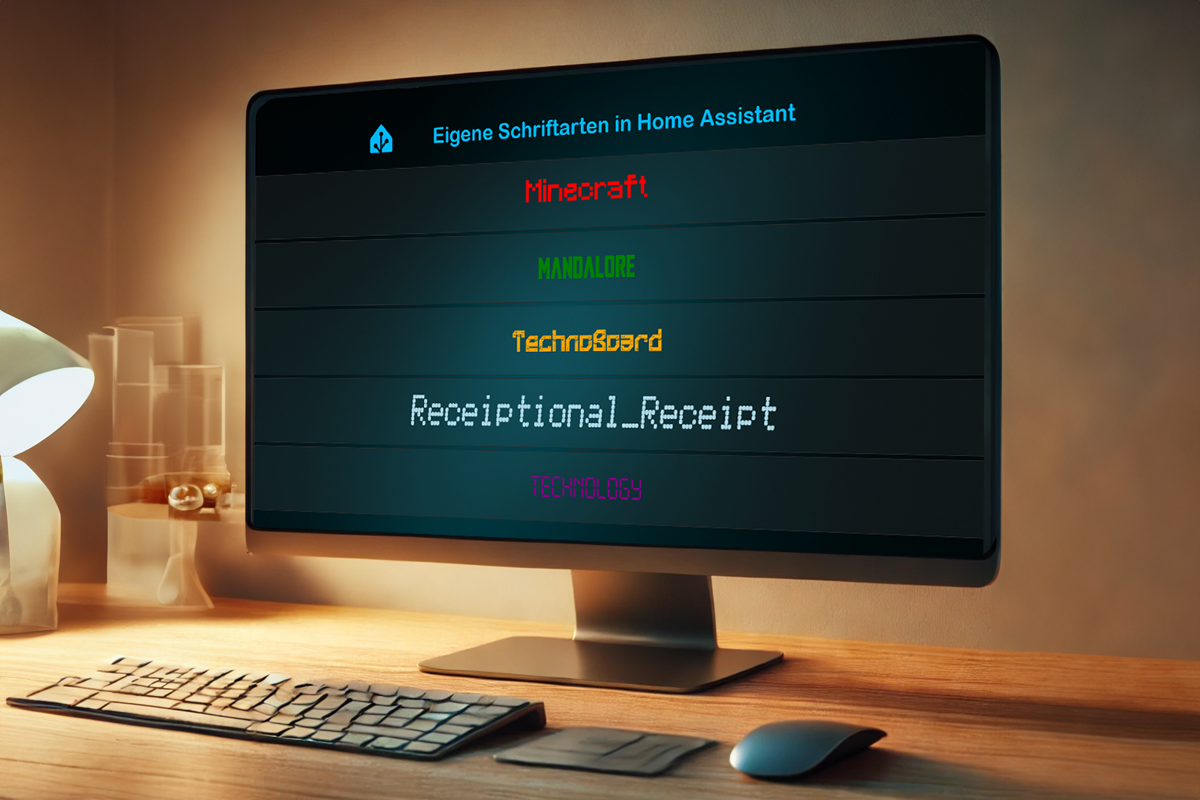 Eigene Schriftarten in Home Assistant
Minecraft
MANDALORE
TechnoBoard
Receiptional_Receipt
TECHNOLOGY